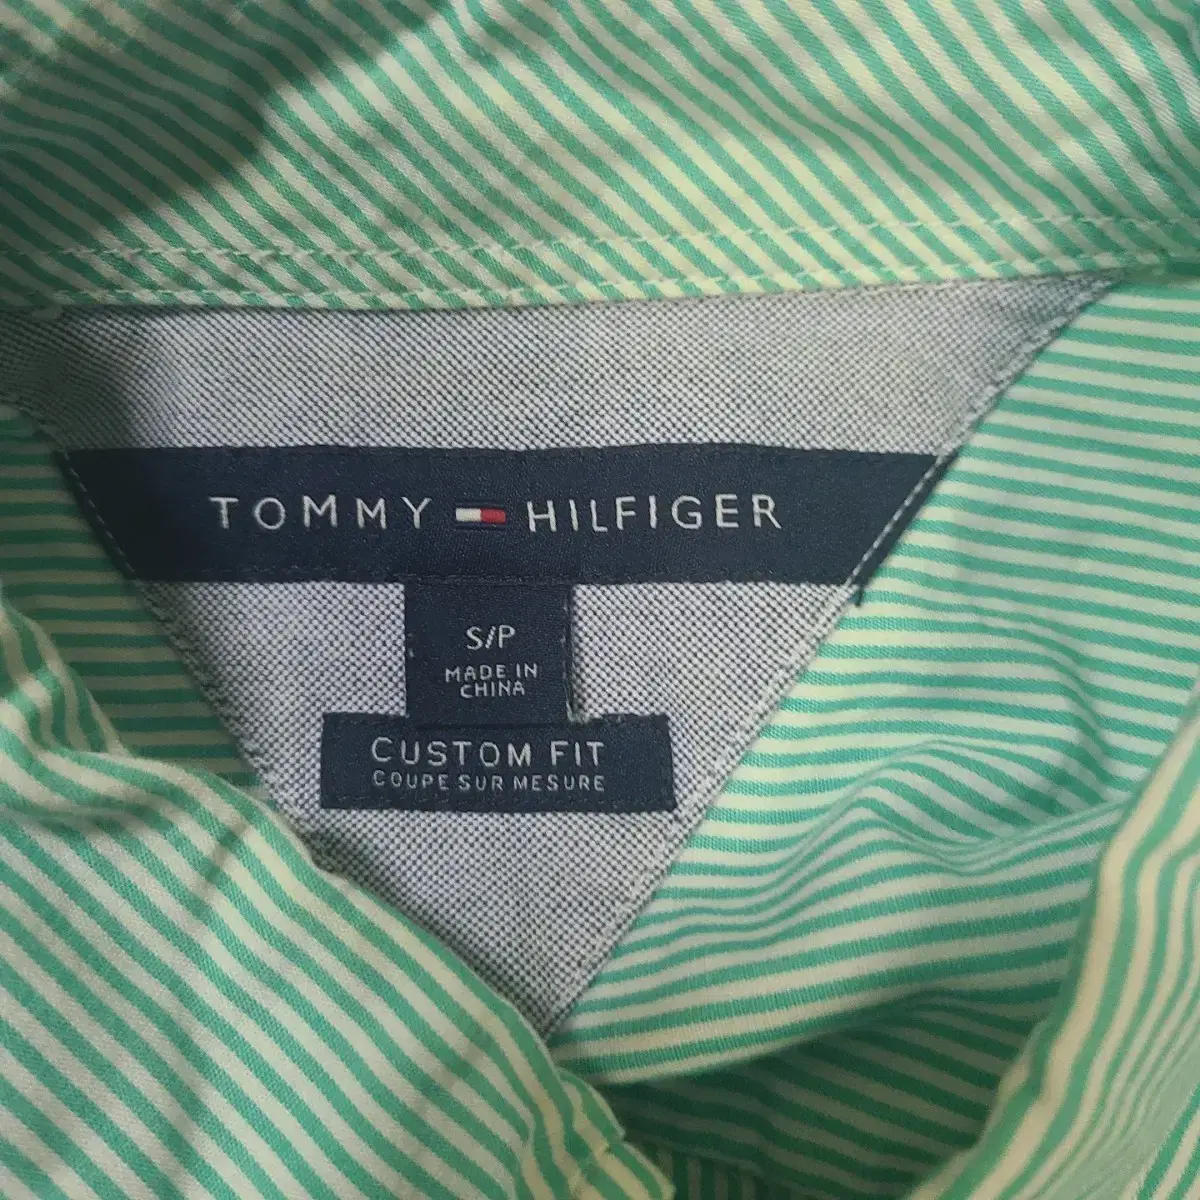 TOMMY HILFIGER
S/P
MADE IN
CHINA
CUSTOM FIT
COUPE SUR MESURE